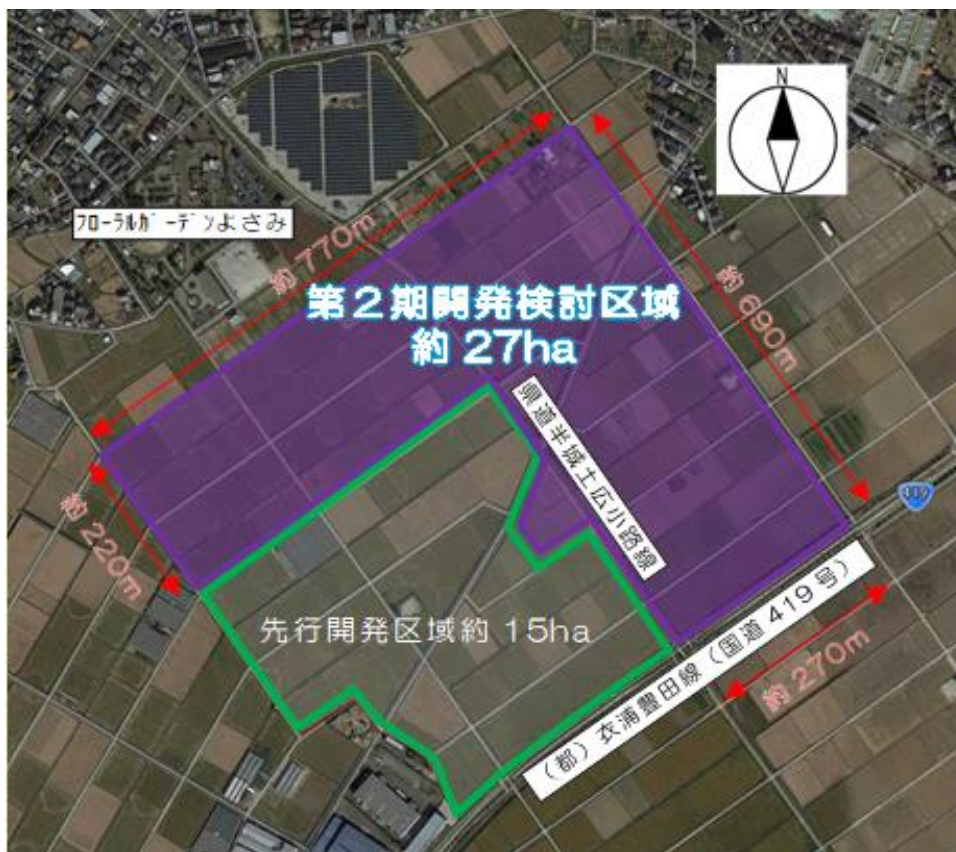 N
フローラルガーデンよさみ
約 770m
約 690m
第2期開発検討区域
約 27ha
県道半城土広小路線
419
約 220m
先行開発区域約 15ha
(都)衣浦豊田線(国道 419 号)
約 270m